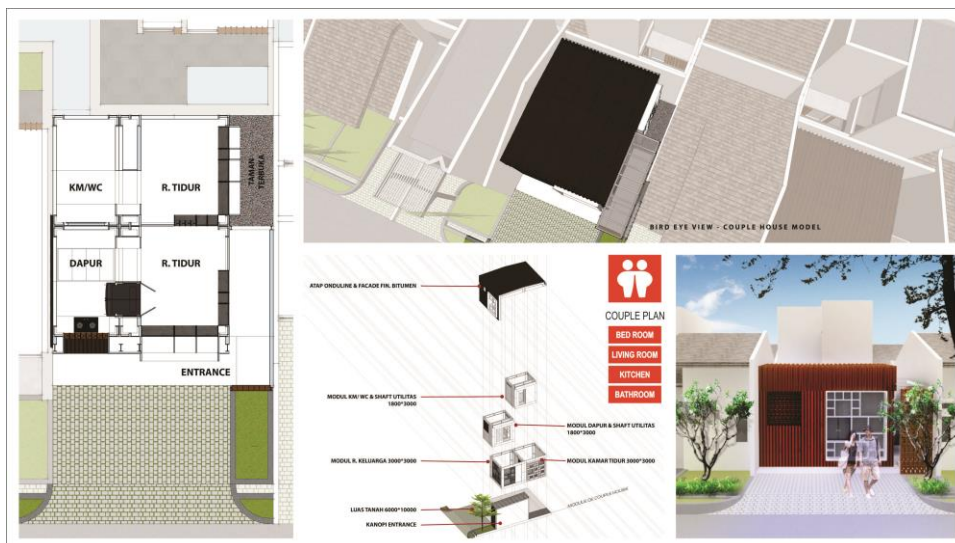 KM/WC
R. TIDUR
TAMAN
TERBUKA
DAPUR
R. TIDUR
ENTRANCE
BIRD EYE VIEW - COUPLE HOUSE MODEL
ATAP ONDULINE & FACADE FIN. BITUMEN
COUPLE PLAN
BED ROOM
LIVING ROOM
KITCHEN
BATHROOM
MODUL KM/WC & SHAFT UTILITAS
1800*3000
MODUL DAPUR & SHAFT UTILITAS
1800*3000
MODUL R. KELUARGA 3000*3000
MODUL KAMAR TIDUR 3000*3000
LUAS TANAH 6000*10000
KANOPI ENTRANCE